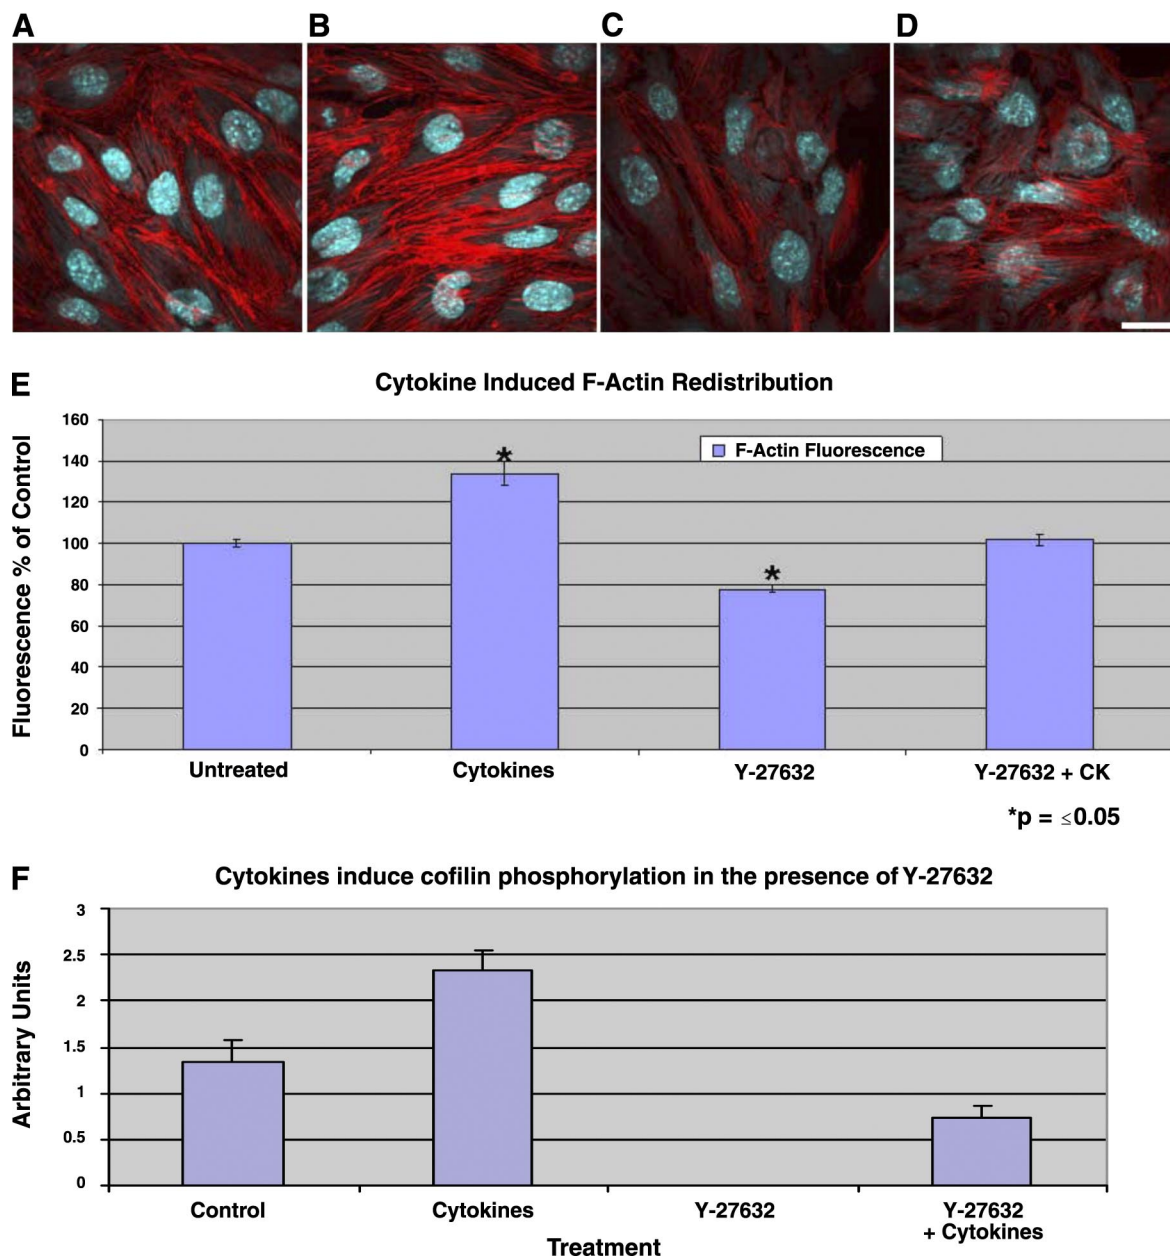 A
B
C
D
E
Cytokine Induced F-Actin Redistribution
Fluorescence % of Control
160
140
120
100
80
60
40
20
0
F-Actin Fluorescence
*
*
Untreated
Cytokines
Y-27632
Y-27632 + CK
*p = ≤0.05
F
Cytokines induce cofilin phosphorylation in the presence of Y-27632
Arbitrary Units
3
2.5
2
1.5
1
0.5
0
Control
Cytokines
Y-27632
Y-27632
+ Cytokines
Treatment